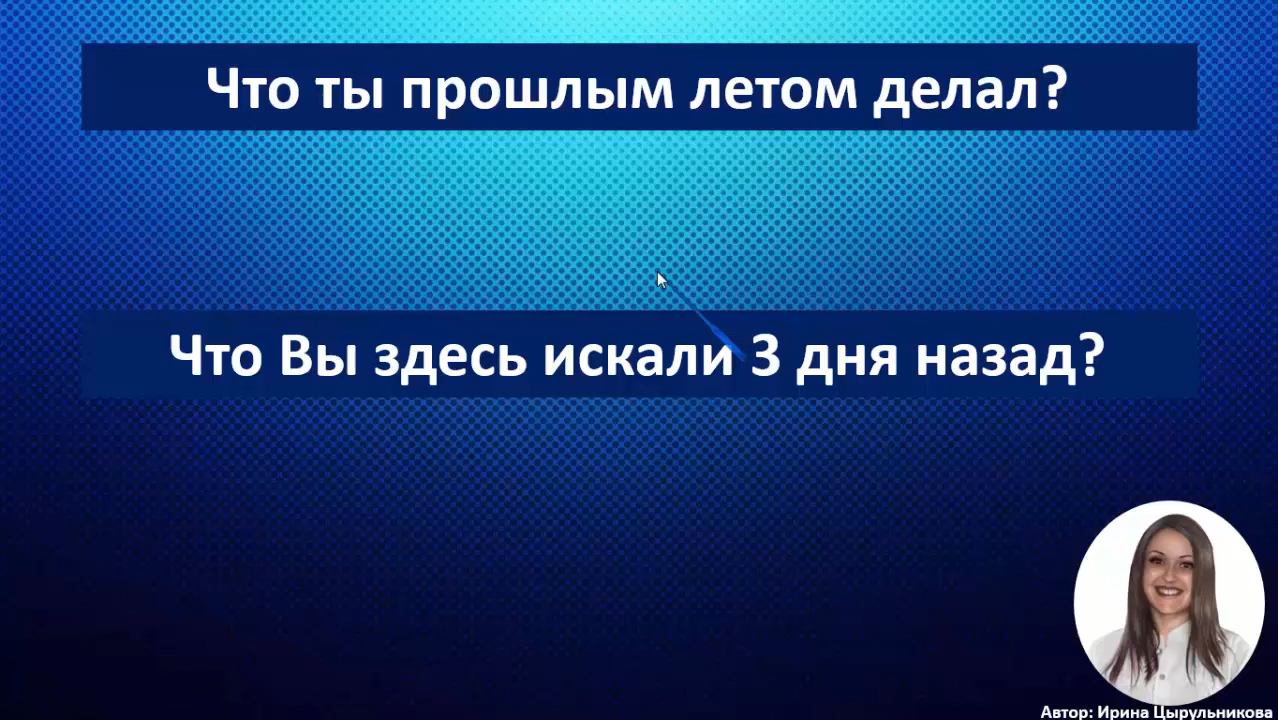 Что ты прошлым летом делал?
Что Вы здесь искали 3 дня назад?
Автор: Ирина Цырульникова